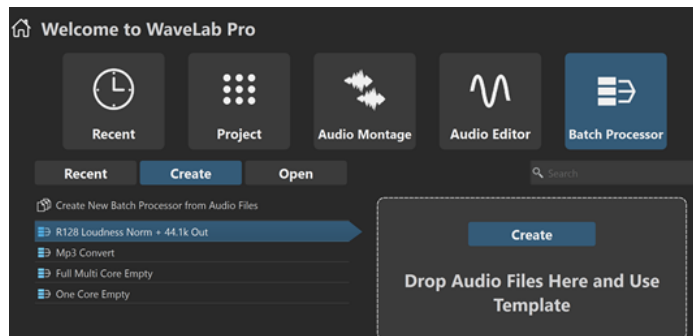 Welcome to WaveLab Pro
Recent
Project
Audio Montage
Audio Editor
Batch Processor
Recent
Create
Open
Search
Create New Batch Processor from Audio Files
R128 Loudness Norm + 44.1k Out
Mp3 Convert
Full Multi Core Empty
One Core Empty
Create
Drop Audio Files Here and Use
Template